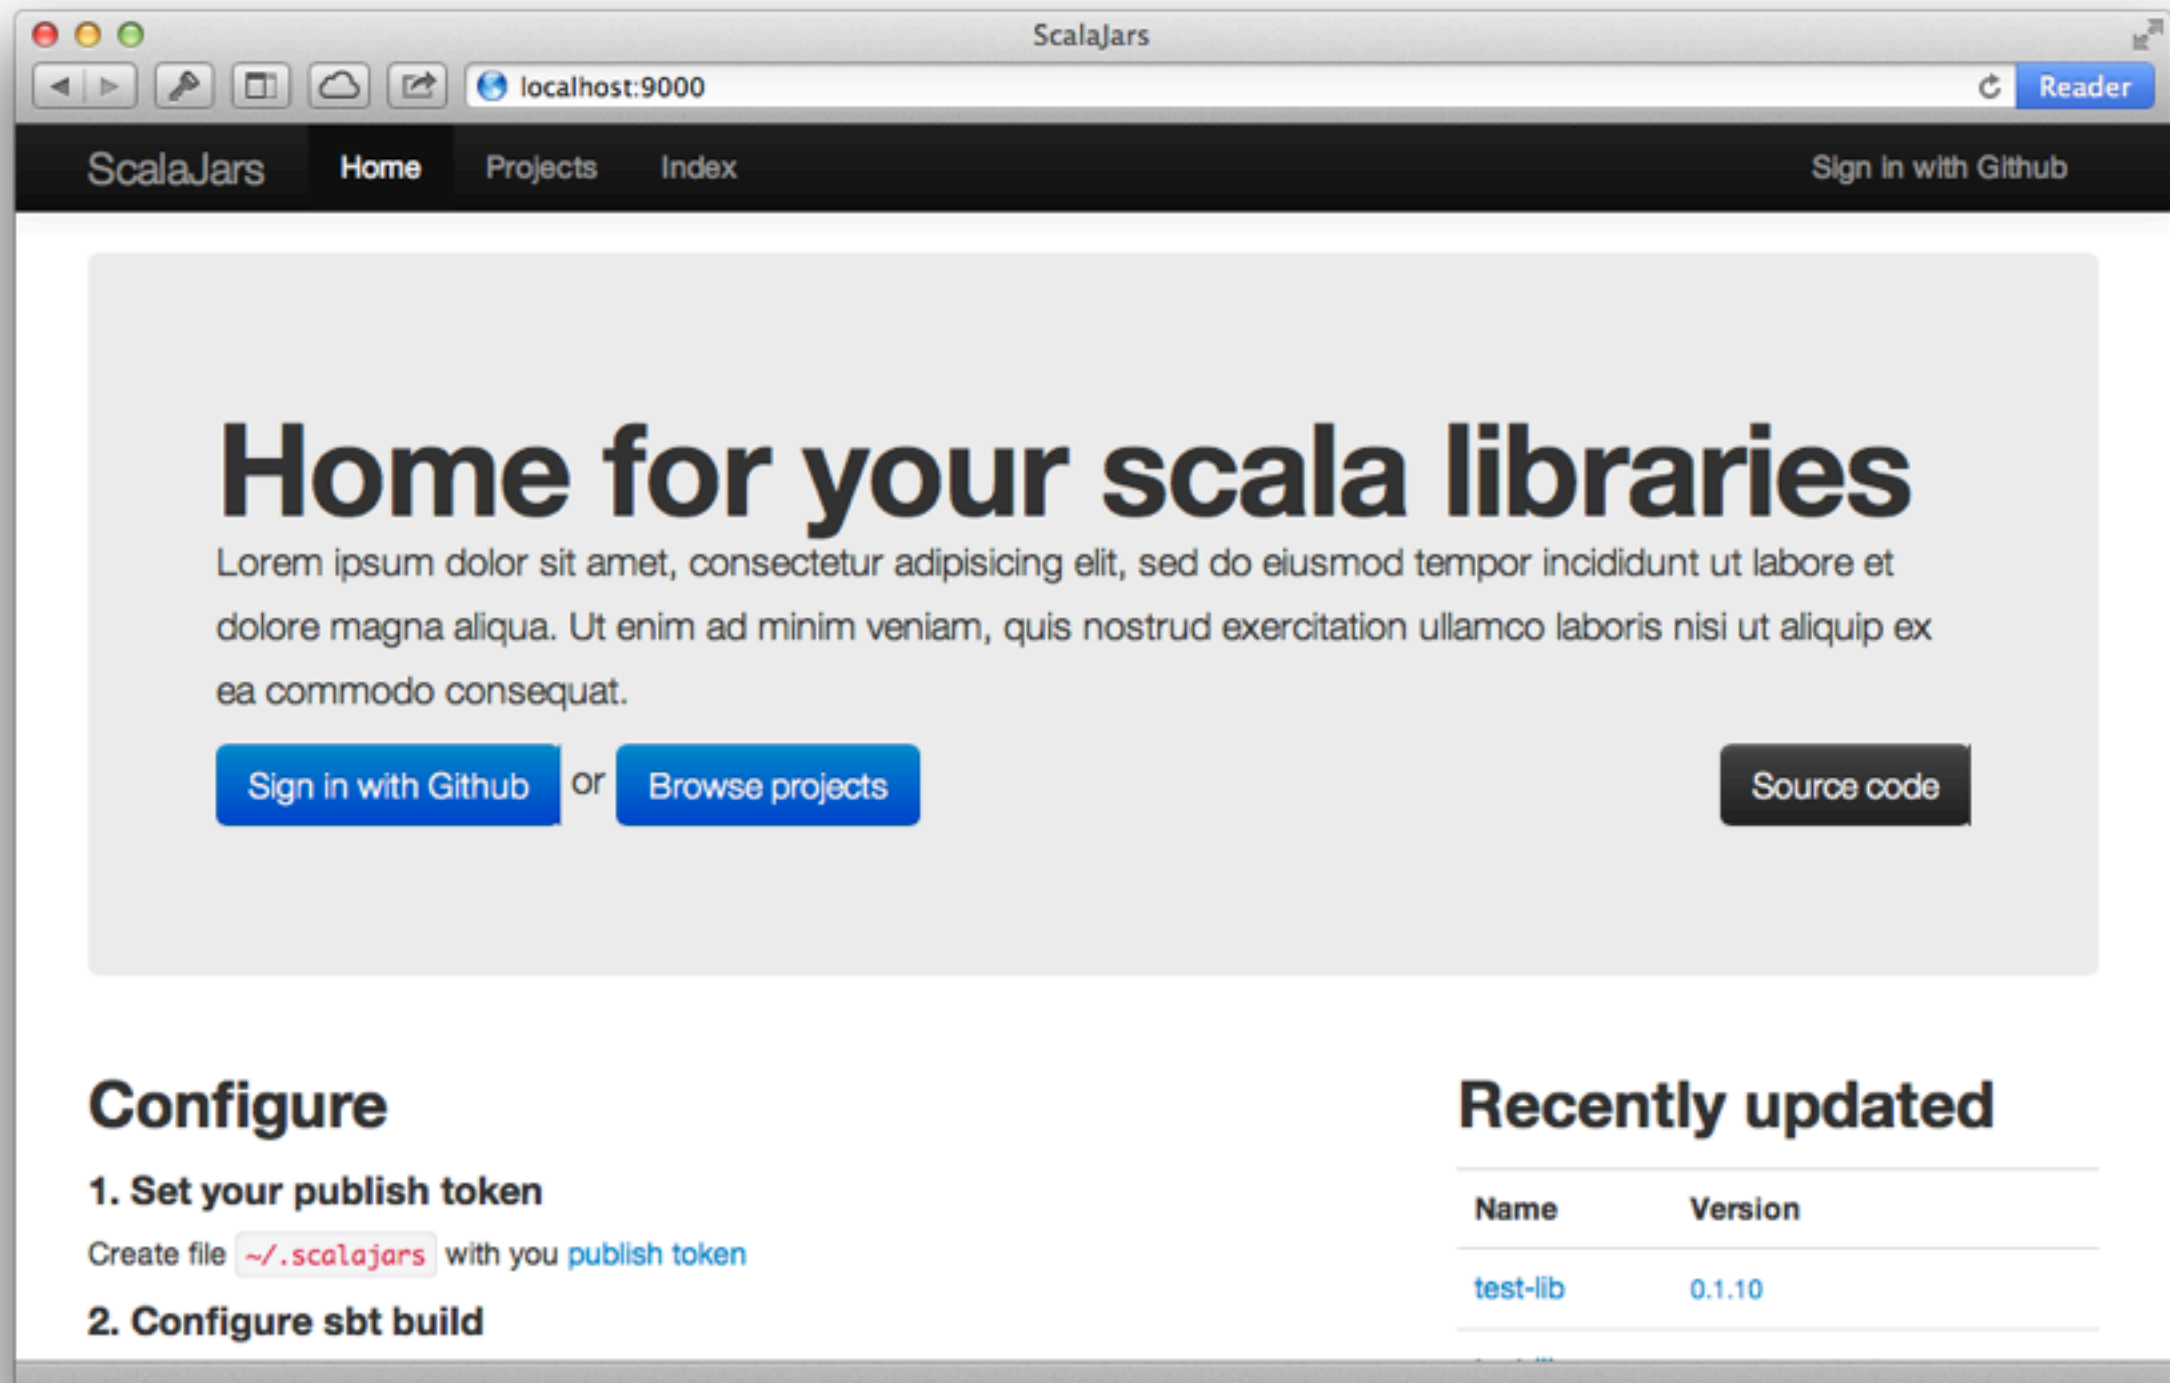 ScalaJars
localhost:9000
Reader
ScalaJars Home Projects Index Sign in with Github
Home for your scala libraries
Lorem ipsum dolor sit amet, consectetur adipisicing elit, sed do eiusmod tempor incididunt ut labore et
dolore magna aliqua. Ut enim ad minim veniam, quis nostrud exercitation ullamco laboris nisi ut aliquip ex
ea commodo consequat.
Sign in with Github or Browse projects Source code
Configure
1. Set your publish token
Create file ~/.scalajars with you publish token
2. Configure sbt build
Recently updated
Name Version
test-lib 0.1.10